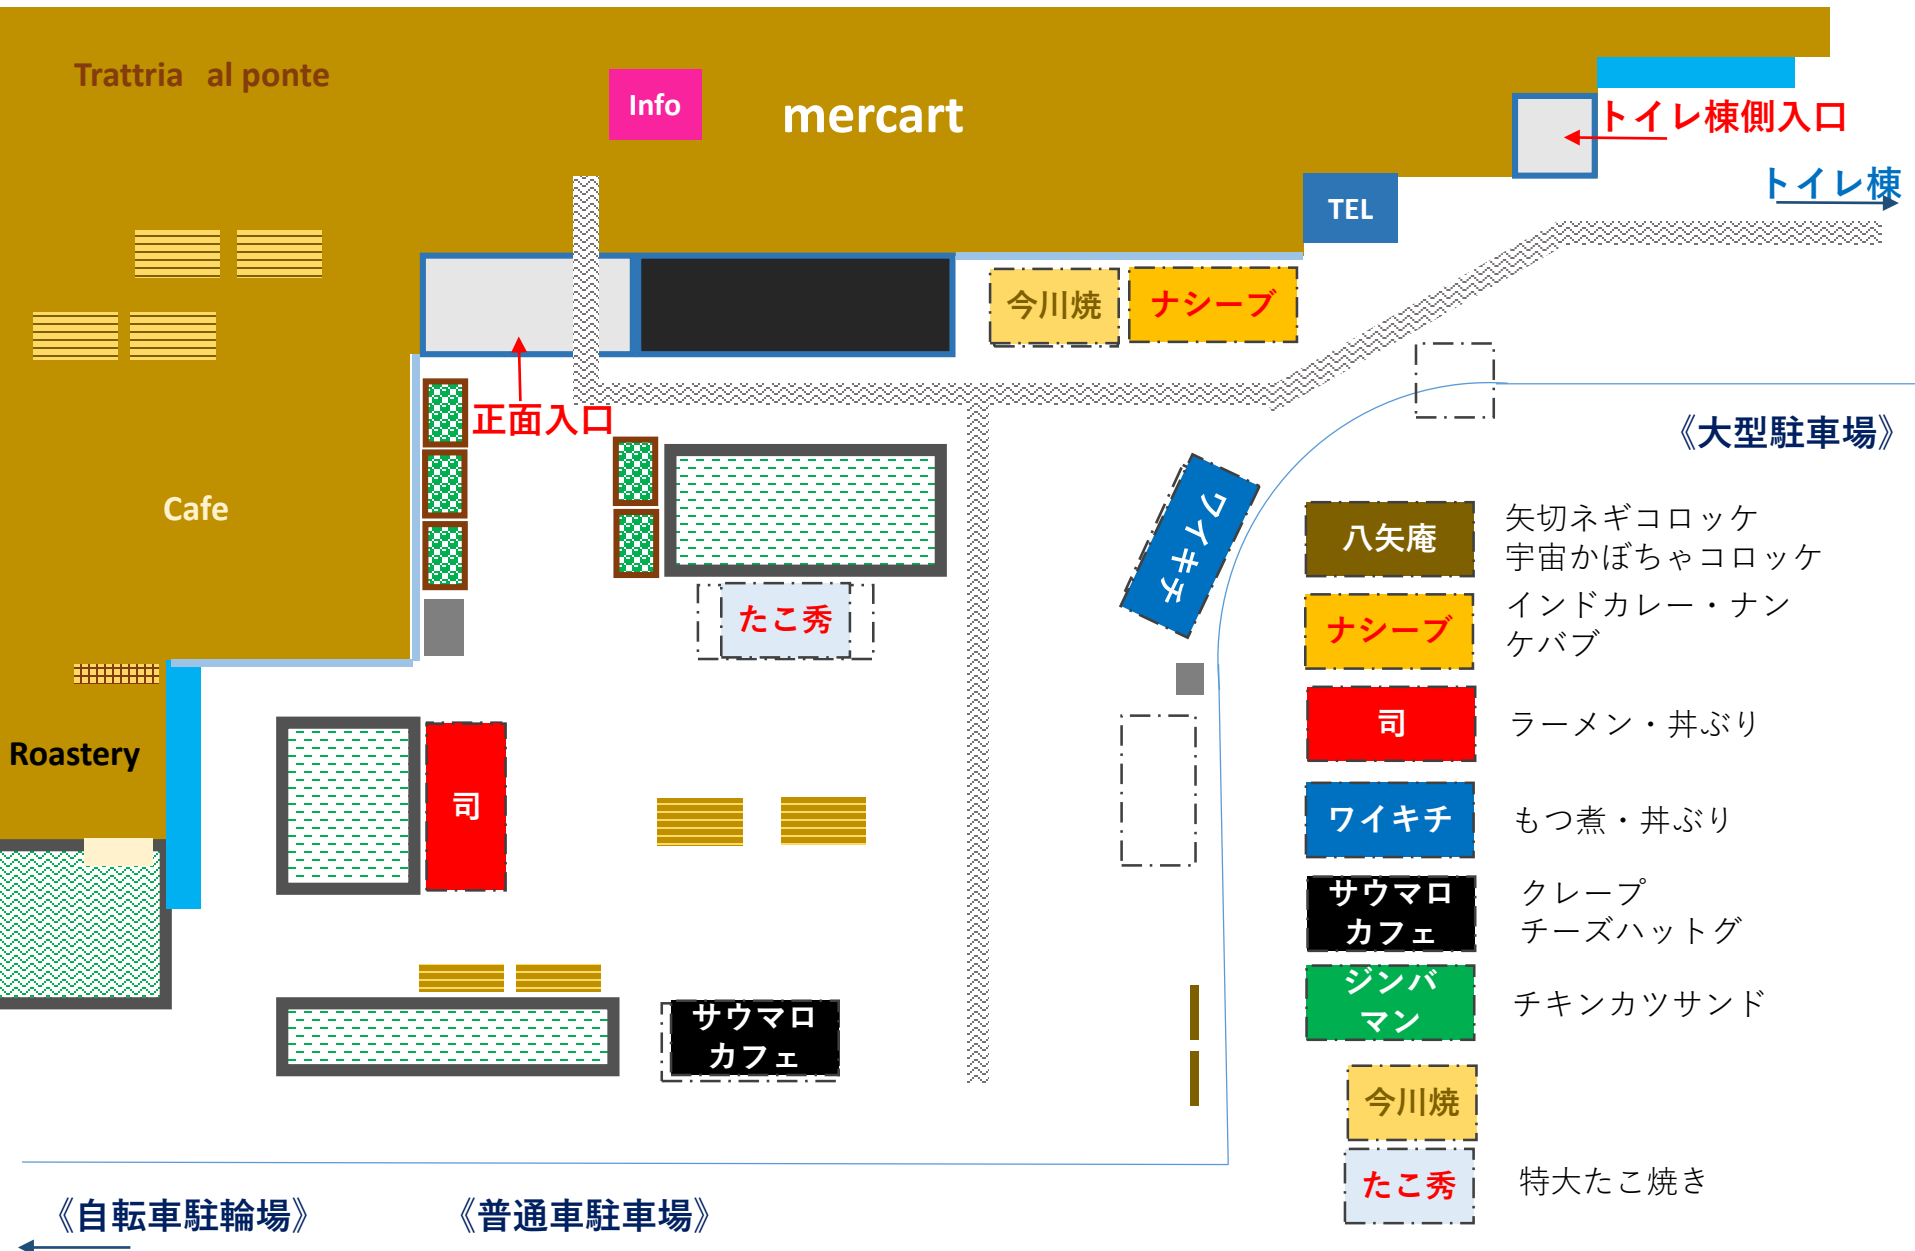 Trattria al ponte
Info
mercart
トイレ棟側入口
トイレ棟
TEL
今川焼
ナシーブ
正面入口
《大型駐車場》
Cafe
ワイキチ
たこ秀
Roastery
司
サウマロ
カフェ
八矢庵
矢切ネギコロッケ
宇宙かぼちゃコロッケ
ナシーブ
インドカレー・ナン
ケバブ
司
ラーメン・丼ぶり
ワイキチ
もつ煮・丼ぶり
サウマロ
カフェ
クレープ
チーズハットグ
ジンバ
マン
チキンカツサンド
今川焼
たこ秀
特大たこ焼き
《自転車駐輪場》
《普通車駐車場》